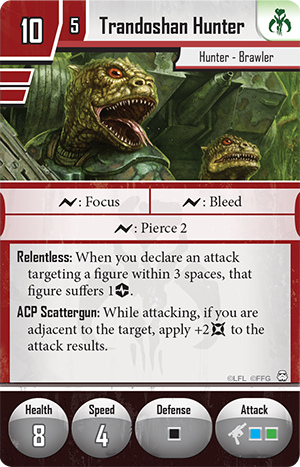 10 5 Trandoshan Hunter
Hunter - Brawler
: Focus : Bleed
: Pierce 2
Relentless: When you declare an attack
targeting a figure within 3 spaces, that
figure suffers 1.
ACP Scattergun: While attacking, if you are
adjacent to the target, apply +2 to the
attack results.
©LFL ©FFG
Health Speed Defense Attack
8 4